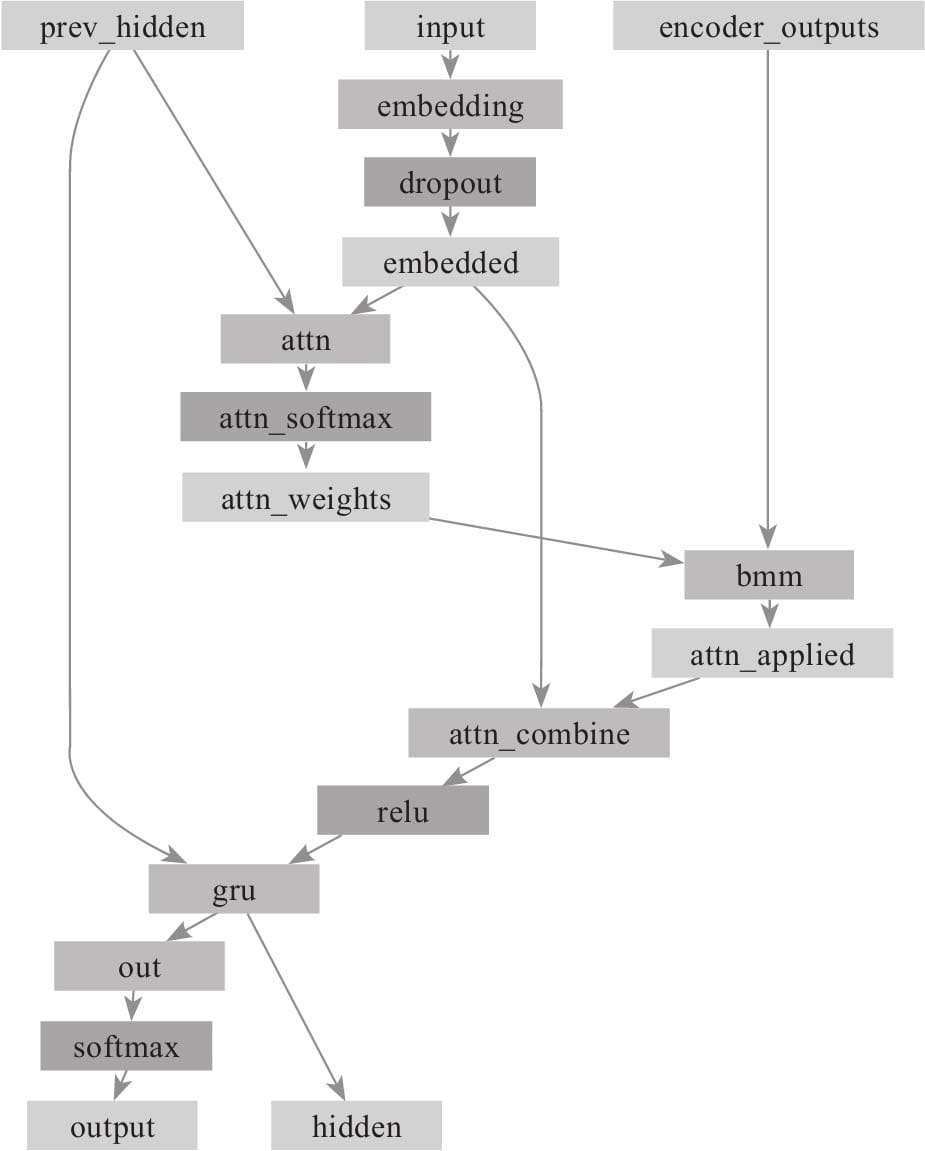 prev_hidden
input
encoder_outputs
embedding
dropout
embedded
attn
attn_softmax
attn_weights
bmm
attn_applied
attn_combine
relu
gru
out
softmax
output
hidden